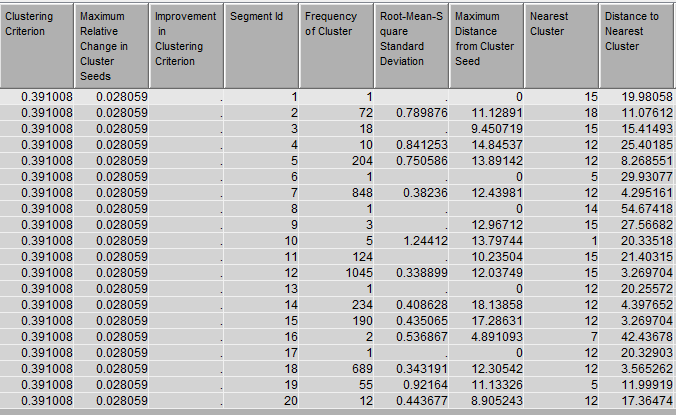 Clustering Criterion | Maximum Relative Change in Cluster Seeds | Improvement in Clustering Criterion | Segment Id | Frequency of Cluster | Root-Mean-Square Standard Deviation | Maximum Distance from Cluster Seed | Nearest Cluster | Distance to Nearest Cluster
0.391008 0.028059 . 1 1 . 0 15 19.98058
0.391008 0.028059 . 2 72 0.789876 11.12891 18 11.07612
0.391008 0.028059 . 3 18 . 9.450719 15 15.41493
0.391008 0.028059 . 4 10 0.841253 14.84537 12 25.40185
0.391008 0.028059 . 5 204 0.750586 13.89142 12 8.268551
0.391008 0.028059 . 6 1 . 0 5 29.93077
0.391008 0.028059 . 7 848 0.38236 12.43981 12 4.295161
0.391008 0.028059 . 8 1 . 0 14 54.67418
0.391008 0.028059 . 9 3 . 12.96712 15 27.56682
0.391008 0.028059 . 10 5 1.24412 13.79744 1 20.33518
0.391008 0.028059 . 11 124 . 10.23504 15 21.40315
0.391008 0.028059 . 12 1045 0.338899 12.03749 15 3.269704
0.391008 0.028059 . 13 1 . 0 12 20.25572
0.391008 0.028059 . 14 234 0.408628 18.13858 12 4.397652
0.391008 0.028059 . 15 190 0.435065 17.28631 12 3.269704
0.391008 0.028059 . 16 2 0.536867 4.891093 7 42.43678
0.391008 0.028059 . 17 1 . 0 12 20.32903
0.391008 0.028059 . 18 689 0.343191 12.30542 12 3.565262
0.391008 0.028059 . 19 55 0.92164 11.13326 5 11.99919
0.391008 0.028059 . 20 12 0.443677 8.905243 12 17.36474